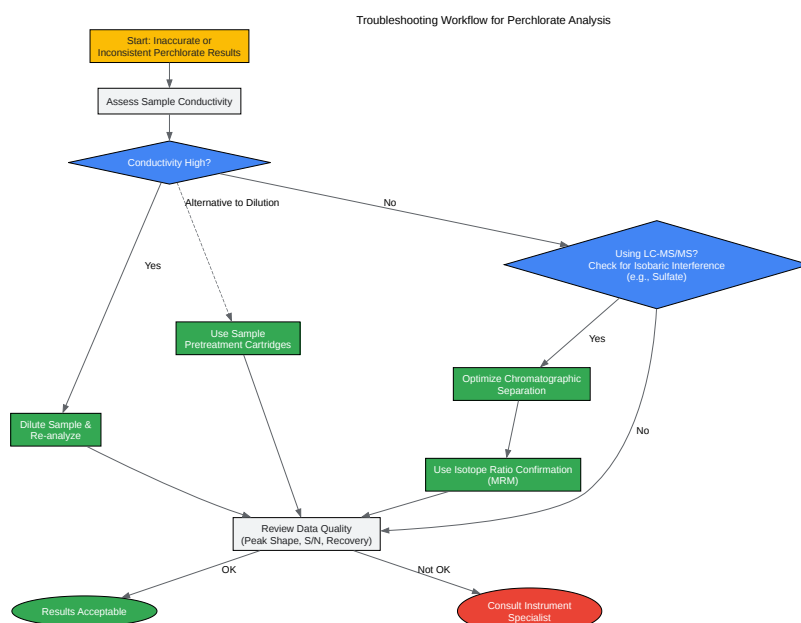 Troubleshooting Workflow for Perchlorate Analysis
Start: Inaccurate or
Inconsistent Perchlorate Results
Assess Sample Conductivity
Conductivity High?
Alternative to Dilution
No
Yes
Using LC-MS/MS?
Check for Isobaric Interference
(e.g., Sulfate)
Use Sample
Pretreatment Cartridges
Yes
Optimize Chromatographic
Separation
Dilute Sample &
Re-analyze
No
Use Isotope Ratio Confirmation
(MRM)
Review Data Quality
(Peak Shape, S/N, Recovery)
OK
Not OK
Results Acceptable
Consult Instrument
Specialist